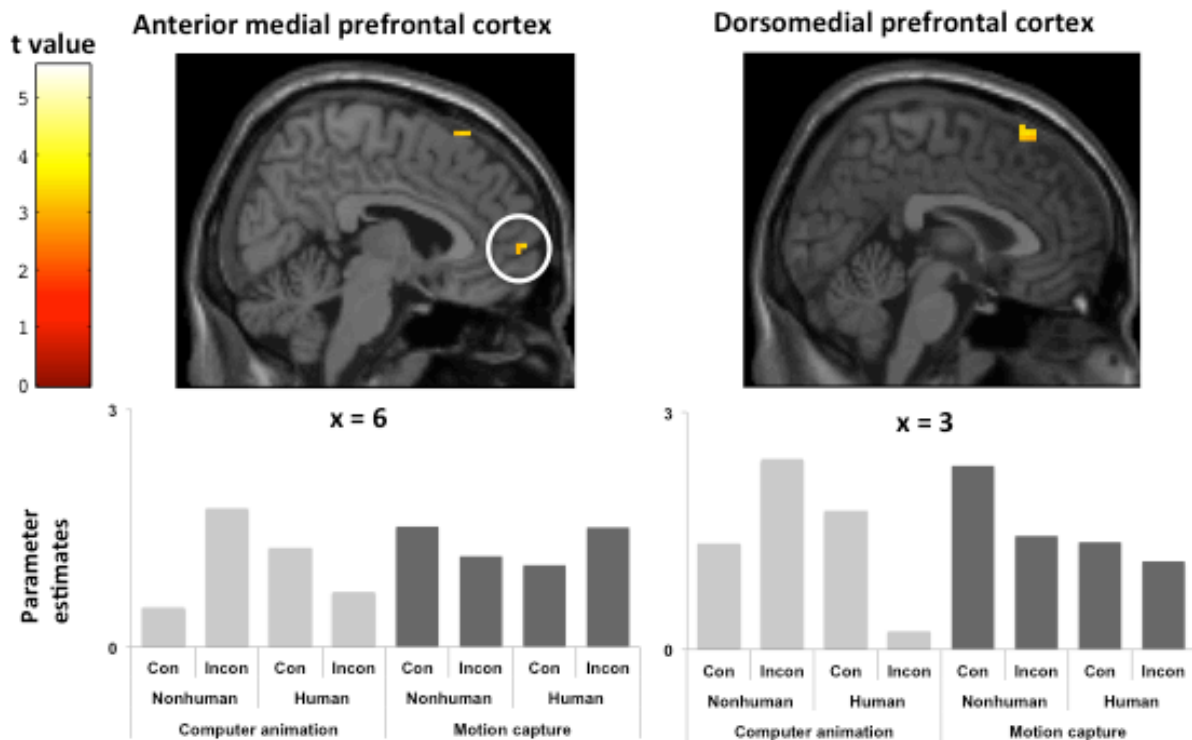 Anterior medial prefrontal cortex
Dorsomedial prefrontal cortex
t value
5
4
3
2
1
0
x = 6
x = 3
Parameter
estimates
3
0
Con Incon Con Incon Con Incon Con Incon
Nonhuman Human Nonhuman Human
Computer animation Motion capture
3
0
Con Incon Con Incon Con Incon Con Incon
Nonhuman Human Nonhuman Human
Computer animation Motion capture